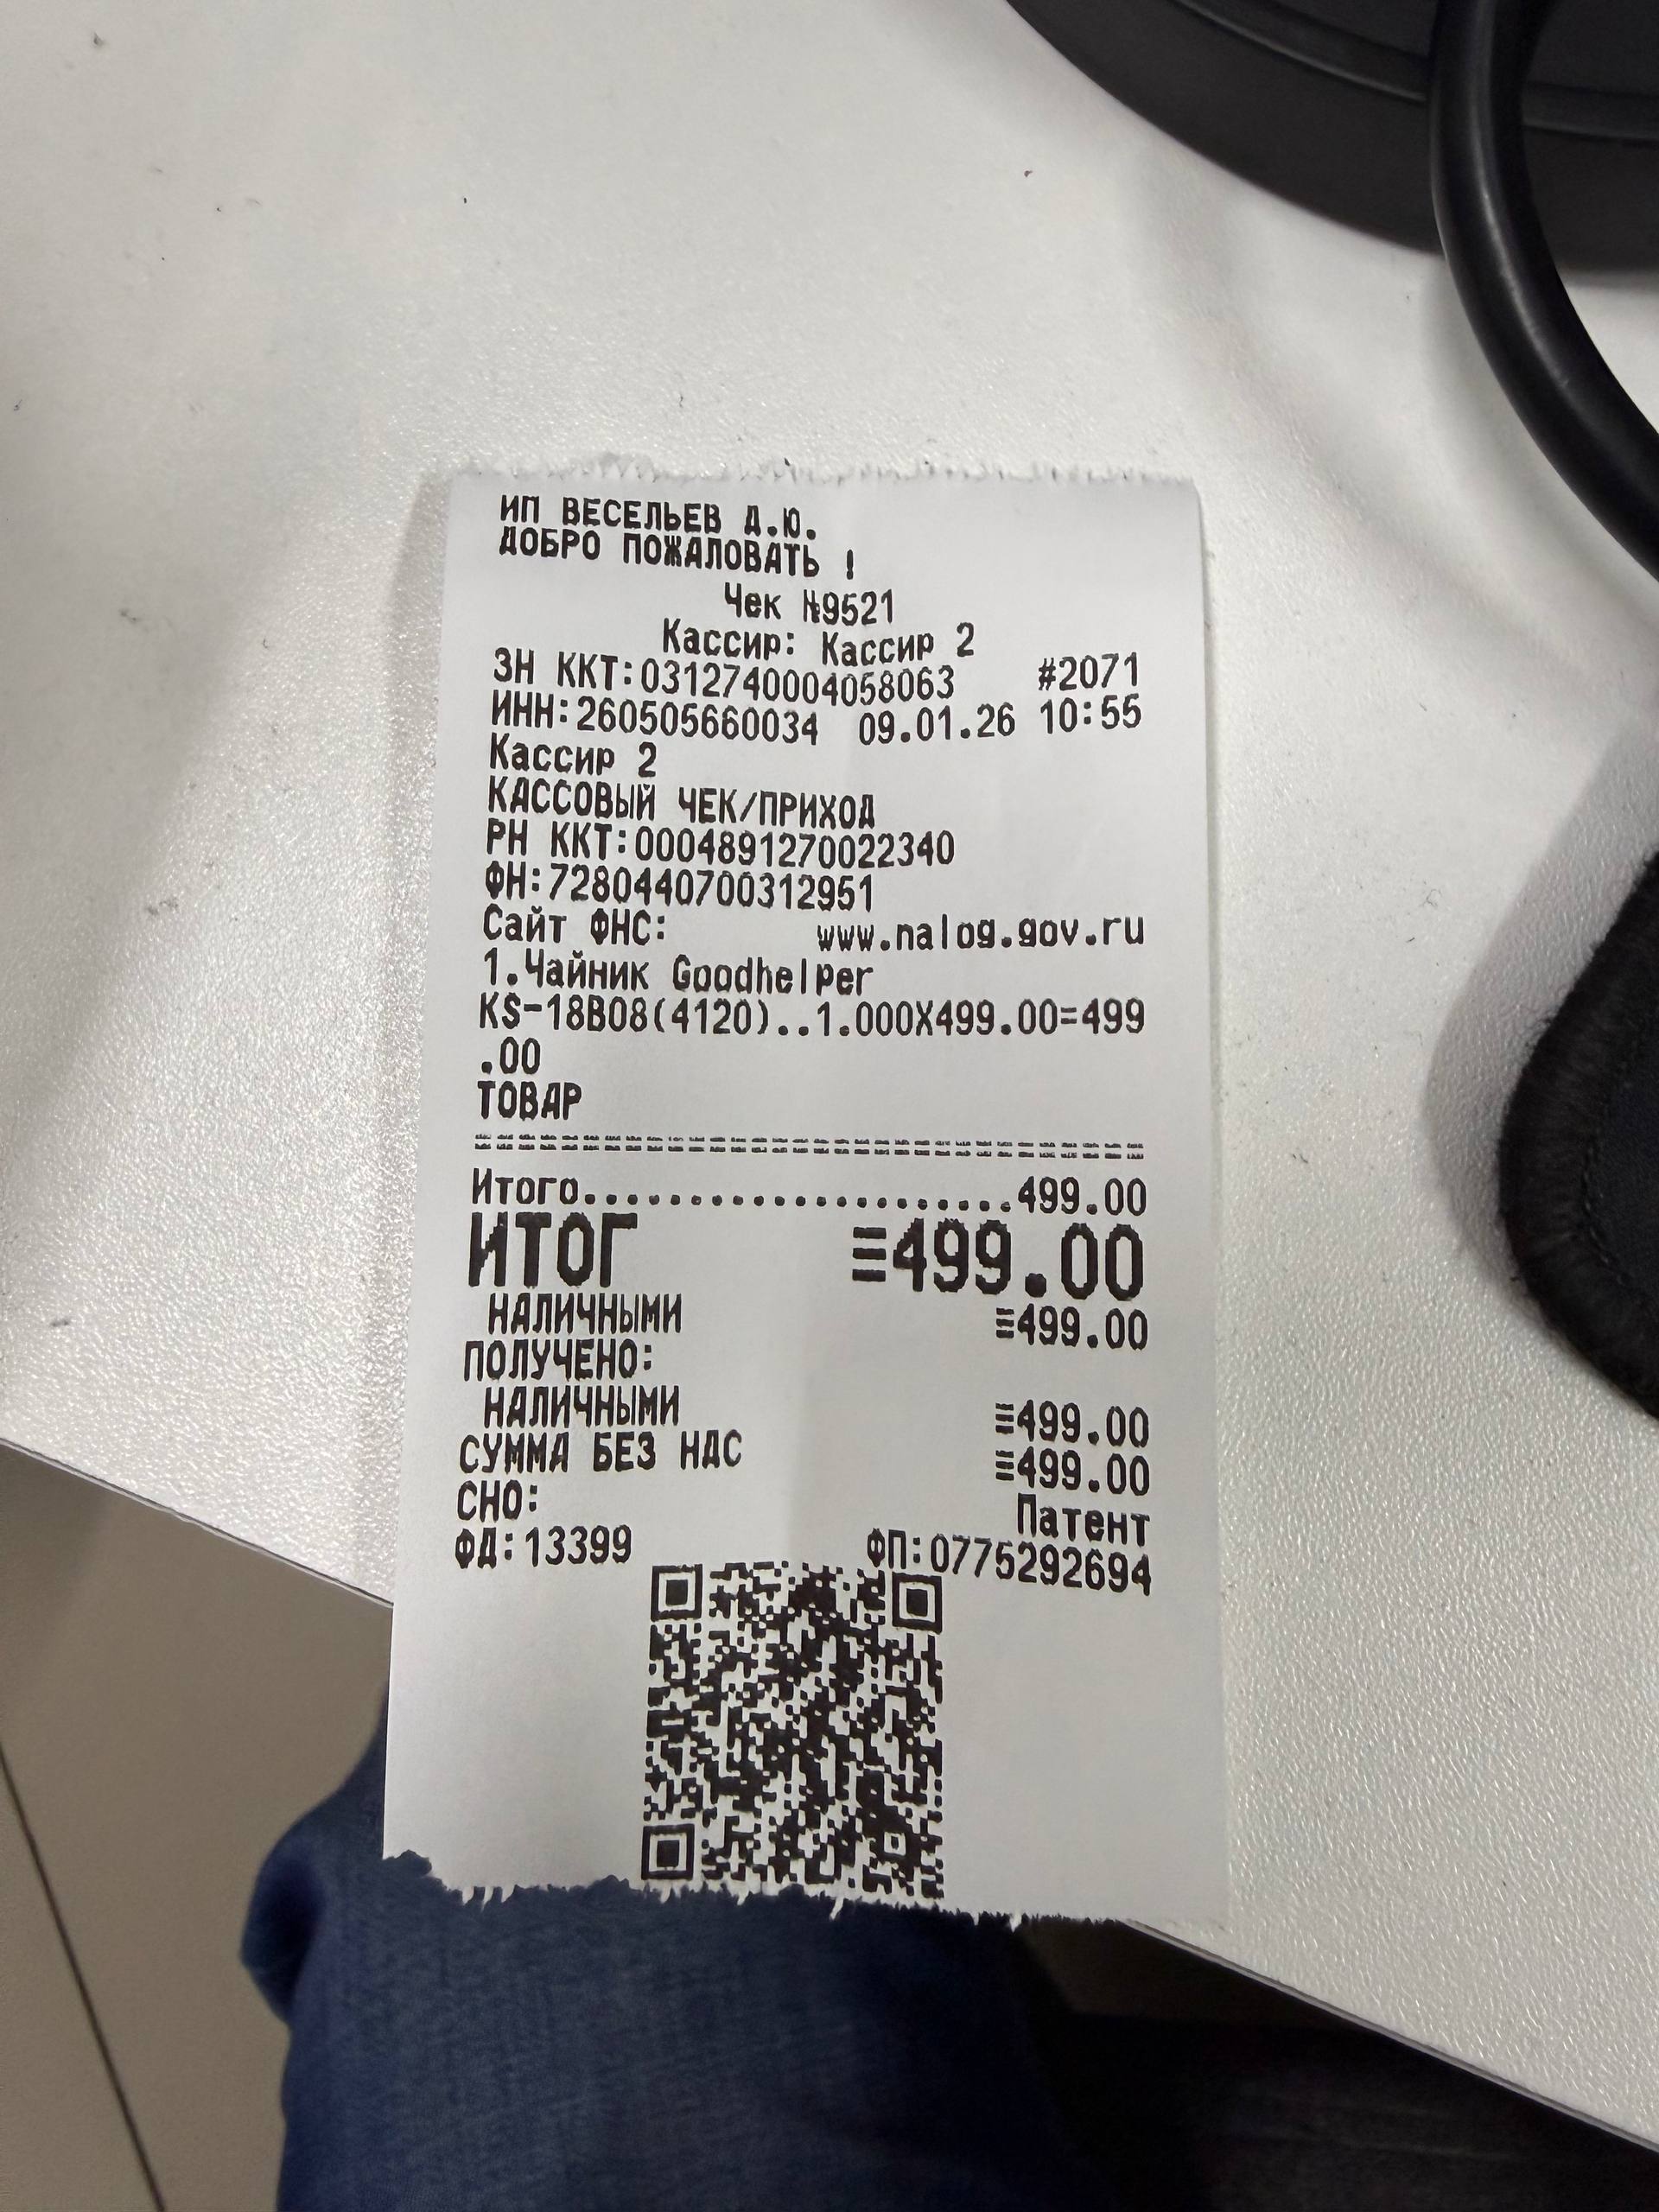 ИП ВЕСЕЛЬЕВ Д.Ю.
ДОБРО ПОЖАЛОВАТЬ !
Чек №9521
Кассир: Кассир 2
ЗН ККТ:0312740004058063 #2071
ИНН:260505660034 09.01.26 10:55
Кассир 2
КАССОВЫЙ ЧЕК/ПРИХОД
РН ККТ:0004891270022340
ФН:7280440700312951
Сайт ФНС: www.nalog.gov.ru
1.Чайник Goodhelper
KS-18B08(4120)..1.000X499.00=499
.00
ТОВАР
Итого....................499.00
ИТОГ ≡499.00
НАЛИЧНЫМИ ≡499.00
ПОЛУЧЕНО:
НАЛИЧНЫМИ ≡499.00
СУММА БЕЗ НДС ≡499.00
СНО: Патент
ФД:13399 ФП:0775292694